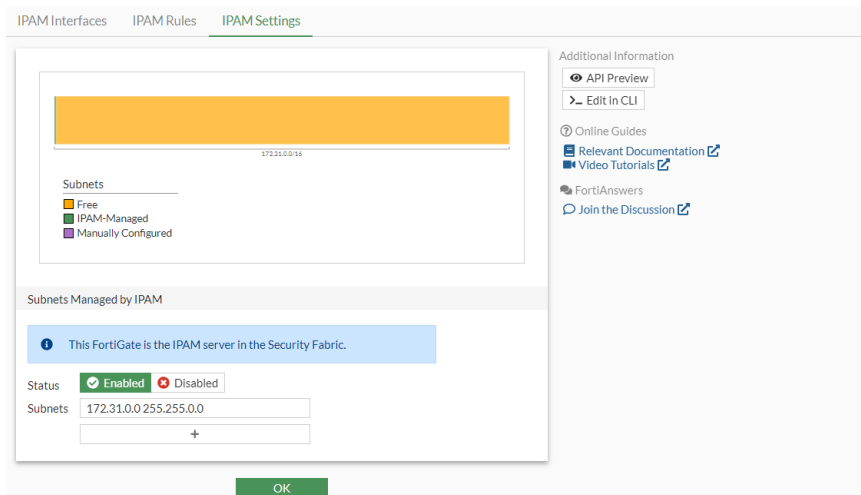 IPAM Interfaces IPAM Rules IPAM Settings
172.31.0.0/16
Subnets
Free
IPAM-Managed
Manually Configured
Subnets Managed by IPAM
This FortiGate is the IPAM server in the Security Fabric.
Status Enabled Disabled
Subnets 172.31.0.0 255.255.0.0
+
OK
Additional Information
API Preview
>_ Edit in CLI
Online Guides
Relevant Documentation
Video Tutorials
FortiAnswers
Join the Discussion